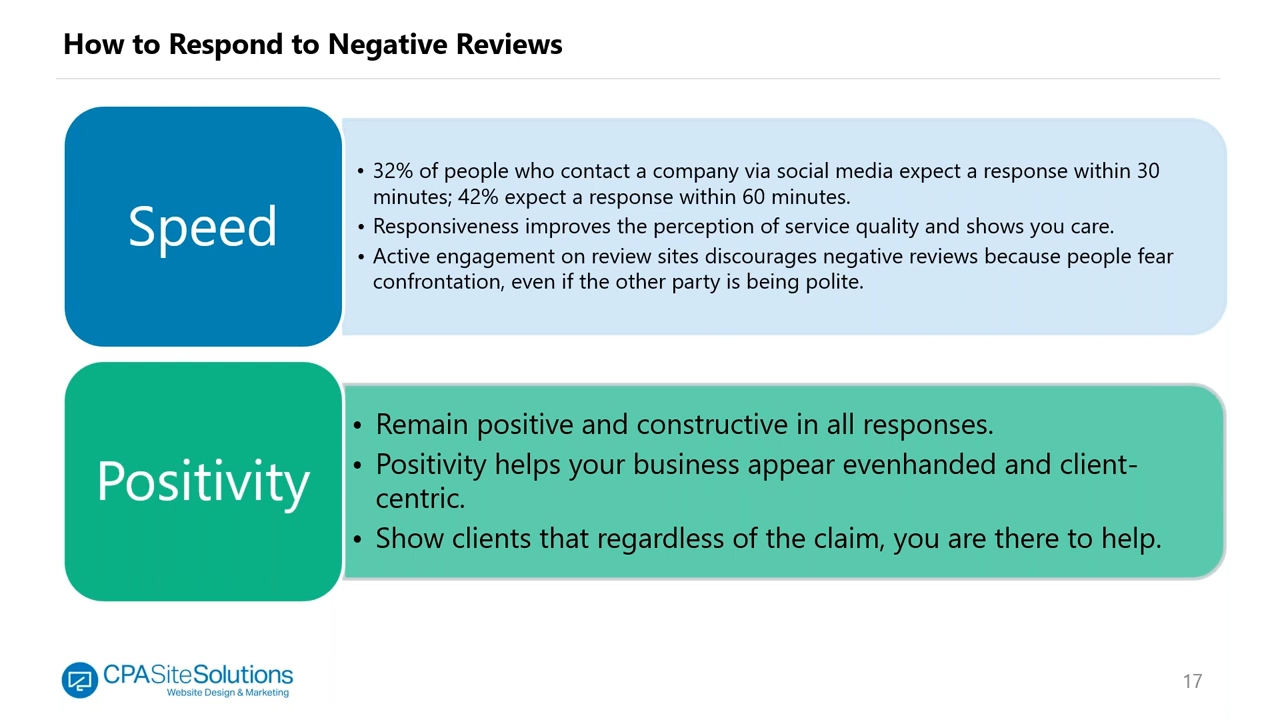 How to Respond to Negative Reviews
Speed
• 32% of people who contact a company via social media expect a response within 30
minutes; 42% expect a response within 60 minutes.
• Responsiveness improves the perception of service quality and shows you care.
• Active engagement on review sites discourages negative reviews because people fear
confrontation, even if the other party is being polite.
Positivity
• Remain positive and constructive in all responses.
• Positivity helps your business appear evenhanded and client-
centric.
• Show clients that regardless of the claim, you are there to help.
CPASiteSolutions
Website Design & Marketing
17